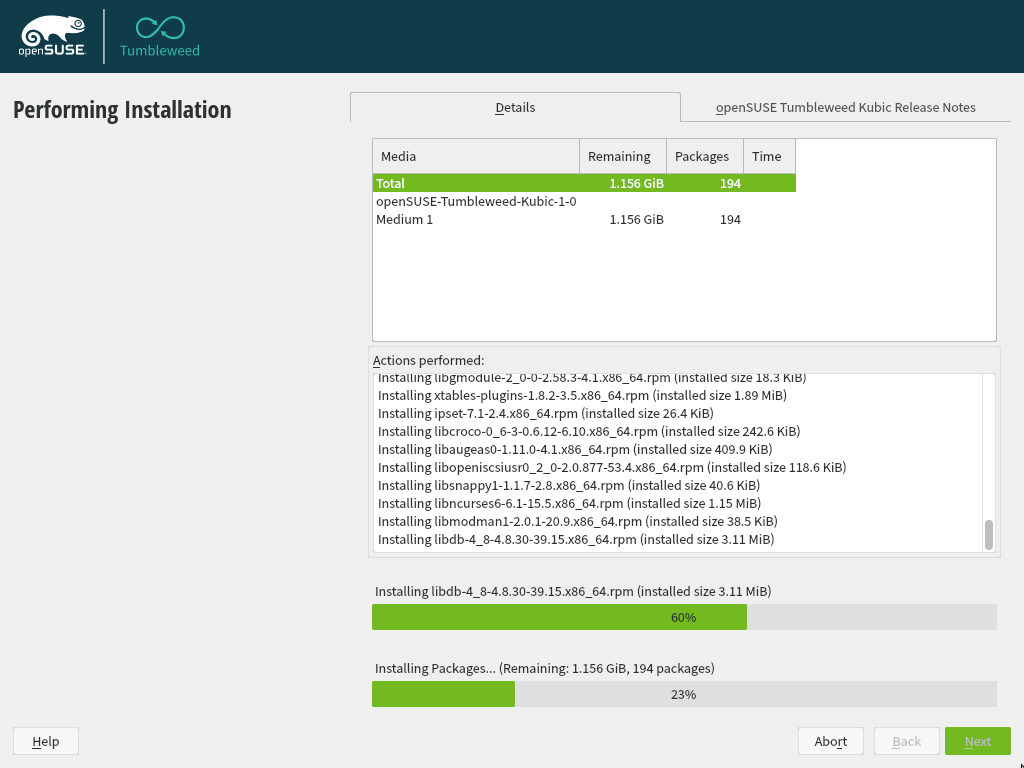 openSUSE
Tumbleweed
Performing Installation
Details
openSUSE Tumbleweed Kubic Release Notes
Media Remaining Packages Time
Total 1.156 GiB 194
openSUSE-Tumbleweed-Kubic-1-0
Medium 1 1.156 GiB 194
Actions performed:
Installing libgmodule-2_0-0-2.58.3-4.1.x86_64.rpm (installed size 18.3 KiB)
Installing xtables-plugins-1.8.2-3.5.x86_64.rpm (installed size 1.89 MiB)
Installing ipset-7.1-2.4.x86_64.rpm (installed size 26.4 KiB)
Installing libcroco-0_6-3-0.6.12-6.10.x86_64.rpm (installed size 242.6 KiB)
Installing libaugeas0-1.11.0-4.1.x86_64.rpm (installed size 409.9 KiB)
Installing libopeniscsiusr0_2_0-2.0.877-53.4.x86_64.rpm (installed size 118.6 KiB)
Installing libsnappy1-1.1.7-2.8.x86_64.rpm (installed size 40.6 KiB)
Installing libncurses6-6.1-15.5.x86_64.rpm (installed size 1.15 MiB)
Installing libmodman1-2.0.1-20.9.x86_64.rpm (installed size 38.5 KiB)
Installing libdb-4_8-4.8.30-39.15.x86_64.rpm (installed size 3.11 MiB)
Installing libdb-4_8-4.8.30-39.15.x86_64.rpm (installed size 3.11 MiB)
60%
Installing Packages... (Remaining: 1.156 GiB, 194 packages)
23%
Help
Abort
Back
Next